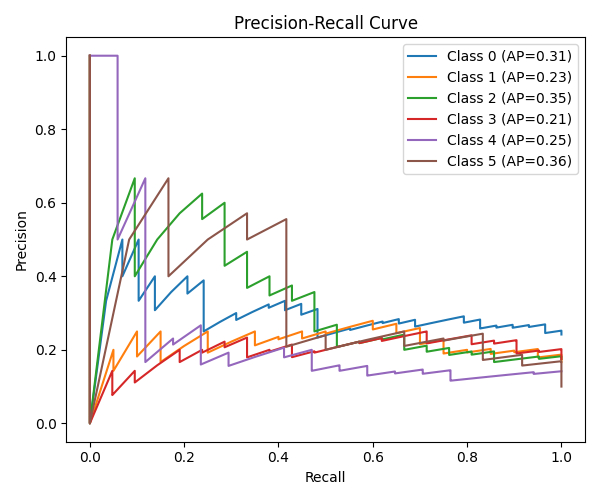 Precision-Recall Curve
1.0
0.8
0.6
0.4
0.2
0.0
Precision
Class 0 (AP=0.31)
Class 1 (AP=0.23)
Class 2 (AP=0.35)
Class 3 (AP=0.21)
Class 4 (AP=0.25)
Class 5 (AP=0.36)
0.0 0.2 0.4 0.6 0.8 1.0
Recall